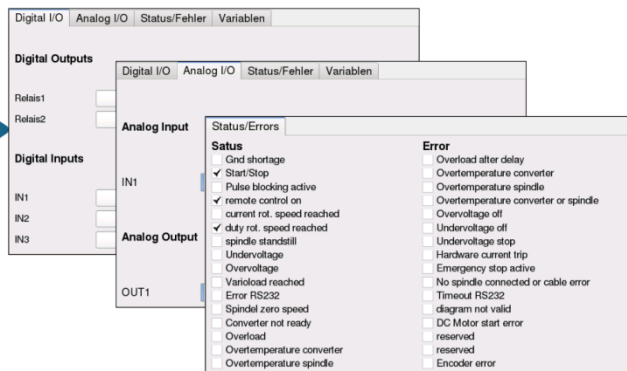 Digital I/O Analog I/O Status/Fehler Variablen
Digital Outputs
Relais1
Relais2
Digital Inputs
IN1
IN2
IN3
Digital I/O Analog I/O Status/Fehler Variablen
Analog Input
IN1
Analog Output
OUT1
Status/Errors
Satus
Gnd shortage
Start/Stop
Pulse blocking active
remote control on
current rot. speed reached
duty rot. speed reached
spindle standstill
Undervoltage
Overvoltage
Varioload reached
Error RS232
Spindel zero speed
Converter not ready
Overload
Overtemperature converter
Overtemperature spindle
Error
Overload after delay
Overtemperature converter
Overtemperature spindle
Overtemperature converter or spindle
Overvoltage off
Undervoltage off
Undervoltage stop
Hardware current trip
Emergency stop active
No spindle connected or cable error
Timeout RS232
diagram not valid
DC Motor start error
reserved
reserved
Encoder error